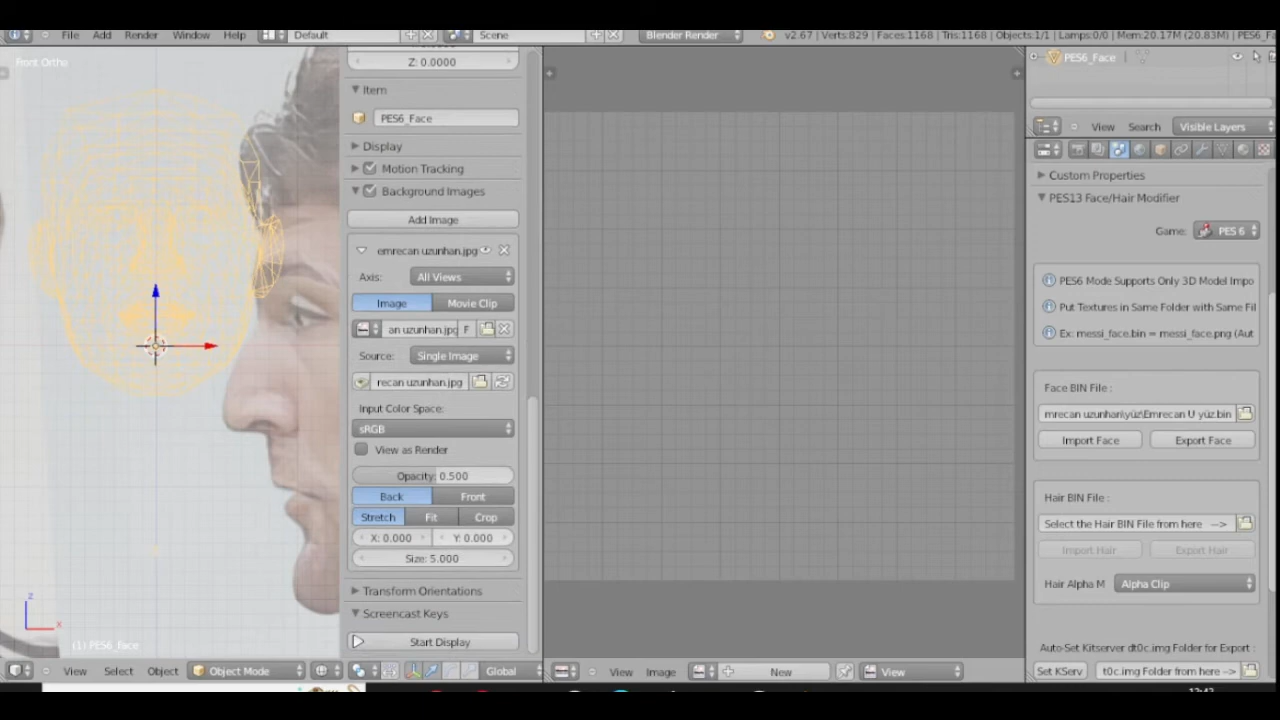 File Add Render Window Help Default Scene Blender Render v2.67 | Verts:829 | Faces:1168 | Tris:1168 | Objects:1/1 | Lamps:0/0 | Mem:20.17M (20.83M) | PES6_Fa
Front Ortho
Z: 0.0000
Item
PES6_Face
Display
Motion Tracking
Background Images
Add Image
emrecan uzunhan.jpg
Axis: All Views
Image Movie Clip
an uzunhan.jpg F
Source: Single Image
recan uzunhan.jpg
Input Color Space:
sRGB
View as Render
Opacity: 0.500
Back Front
Stretch Fit Crop
X: 0.000 Y: 0.000
Size: 5.000
Transform Orientations
Screencast Keys
Start Display
z
x
(1) PES6_Face
View Select Object Object Mode Global
View Image New View
PES6_Face
View Search Visible Layers
Custom Properties
PES13 Face/Hair Modifier
Game: PES 6
PES6 Mode Supports Only 3D Model Impo
Put Textures in Same Folder with Same Fil
Ex: messi_face.bin = messi_face.png (Aut
Face BIN File :
mrecan uzunhan\yüz\Emrecan U yüz.bin
Import Face Export Face
Hair BIN File :
Select the Hair BIN File from here -->
Import Hair Export Hair
Hair Alpha M Alpha Clip
Auto-Set Kitserver dt0c.img Folder for Export :
Set KServ t0c.img Folder from here -->